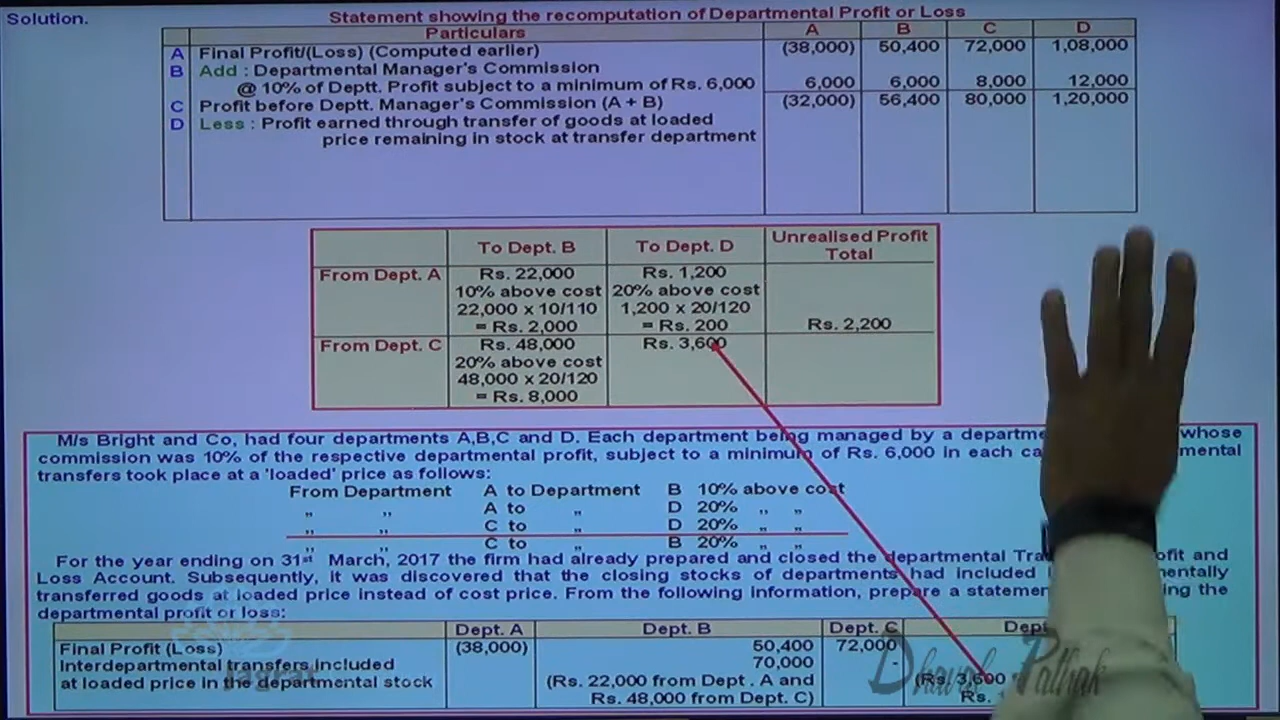 Solution.
Statement showing the recomputation of Departmental Profit or Loss
Particulars A B C D
A Final Profit/(Loss) (Computed earlier) (38,000) 50,400 72,000 1,08,000
B Add : Departmental Manager's Commission
@ 10% of Deptt. Profit subject to a minimum of Rs. 6,000 6,000 6,000 8,000 12,000
C Profit before Deptt. Manager's Commission (A + B) (32,000) 56,400 80,000 1,20,000
D Less : Profit earned through transfer of goods at loaded
price remaining in stock at transfer department
To Dept. B To Dept. D Unrealised Profit
Total
From Dept. A Rs. 22,000 Rs. 1,200
10% above cost 20% above cost
22,000 x 10/110 1,200 x 20/120
= Rs. 2,000 = Rs. 200 Rs. 2,200
From Dept. C Rs. 48,000 Rs. 3,600
20% above cost
48,000 x 20/120
= Rs. 8,000
M/s Bright and Co, had four departments A,B,C and D. Each department being managed by a whose
commission was 10% of the respective departmental profit, subject to a minimum of Rs. 6,000 in each
transfers took place at a 'loaded' price as follows:
From Department A to Department B 10% above cost
„ „ A to „ D 20% „ „
„ „ C to „ D 20% „ „
„ „ C to „ B 20% „ „
For the year ending on 31st March, 2017 the firm had already prepared and closed the departmental and
Loss Account. Subsequently, it was discovered that the closing stocks of departments had included
transferred goods at loaded price instead of cost price. From the following information, prepare a the
departmental profit or loss:
Dept. A Dept. B Dept. C
Final Profit (Loss) (38,000) 50,400 72,000
Interdepartmental transfers included 70,000 -
at loaded price in the departmental stock (Rs. 22,000 from Dept . A and (Rs. 3,600
Rs. 48,000 from Dept. C) Rs.
Jagrat
Pathak